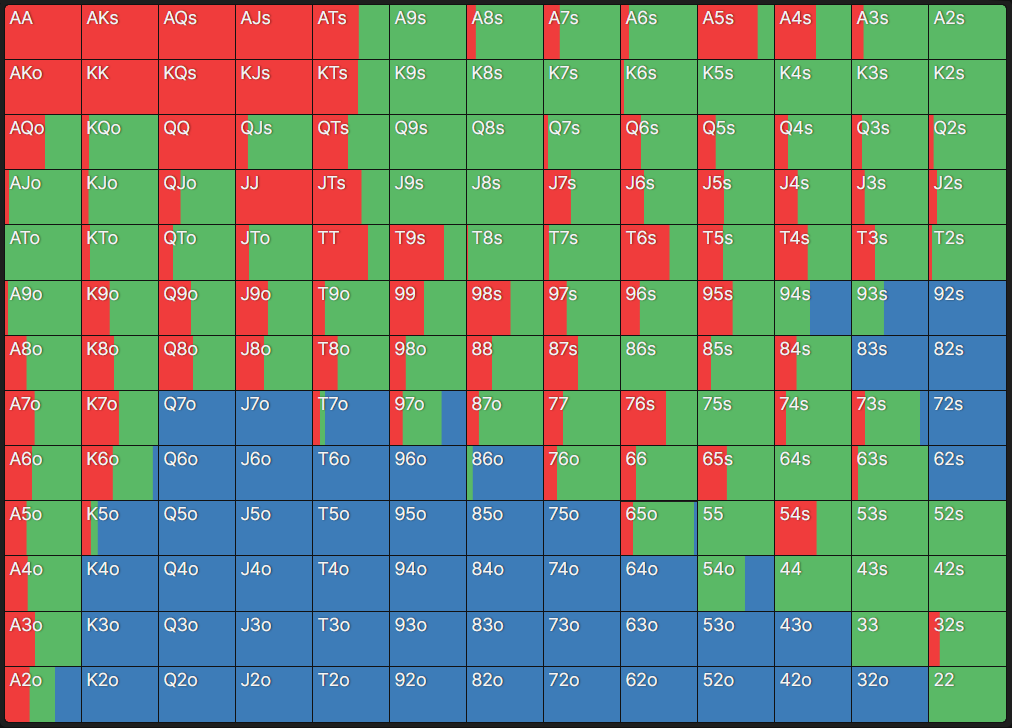 AA AKs AQs AJs ATs A9s A8s A7s A6s A5s A4s A3s A2s
AKo KK KQs KJs KTs K9s K8s K7s K6s K5s K4s K3s K2s
AQo KQo QQ QJs QTs Q9s Q8s Q7s Q6s Q5s Q4s Q3s Q2s
AJo KJo QJo JJ JTs J9s J8s J7s J6s J5s J4s J3s J2s
ATo KTo QTo JTo TT T9s T8s T7s T6s T5s T4s T3s T2s
A9o K9o Q9o J9o T9o 99 98s 97s 96s 95s 94s 93s 92s
A8o K8o Q8o J8o T8o 98o 88 87s 86s 85s 84s 83s 82s
A7o K7o Q7o J7o T7o 97o 87o 77 76s 75s 74s 73s 72s
A6o K6o Q6o J6o T6o 96o 86o 76o 66 65s 64s 63s 62s
A5o K5o Q5o J5o T5o 95o 85o 75o 65o 55 54s 53s 52s
A4o K4o Q4o J4o T4o 94o 84o 74o 64o 54o 44 43s 42s
A3o K3o Q3o J3o T3o 93o 83o 73o 63o 53o 43o 33 32s
A2o K2o Q2o J2o T2o 92o 82o 72o 62o 52o 42o 32o 22